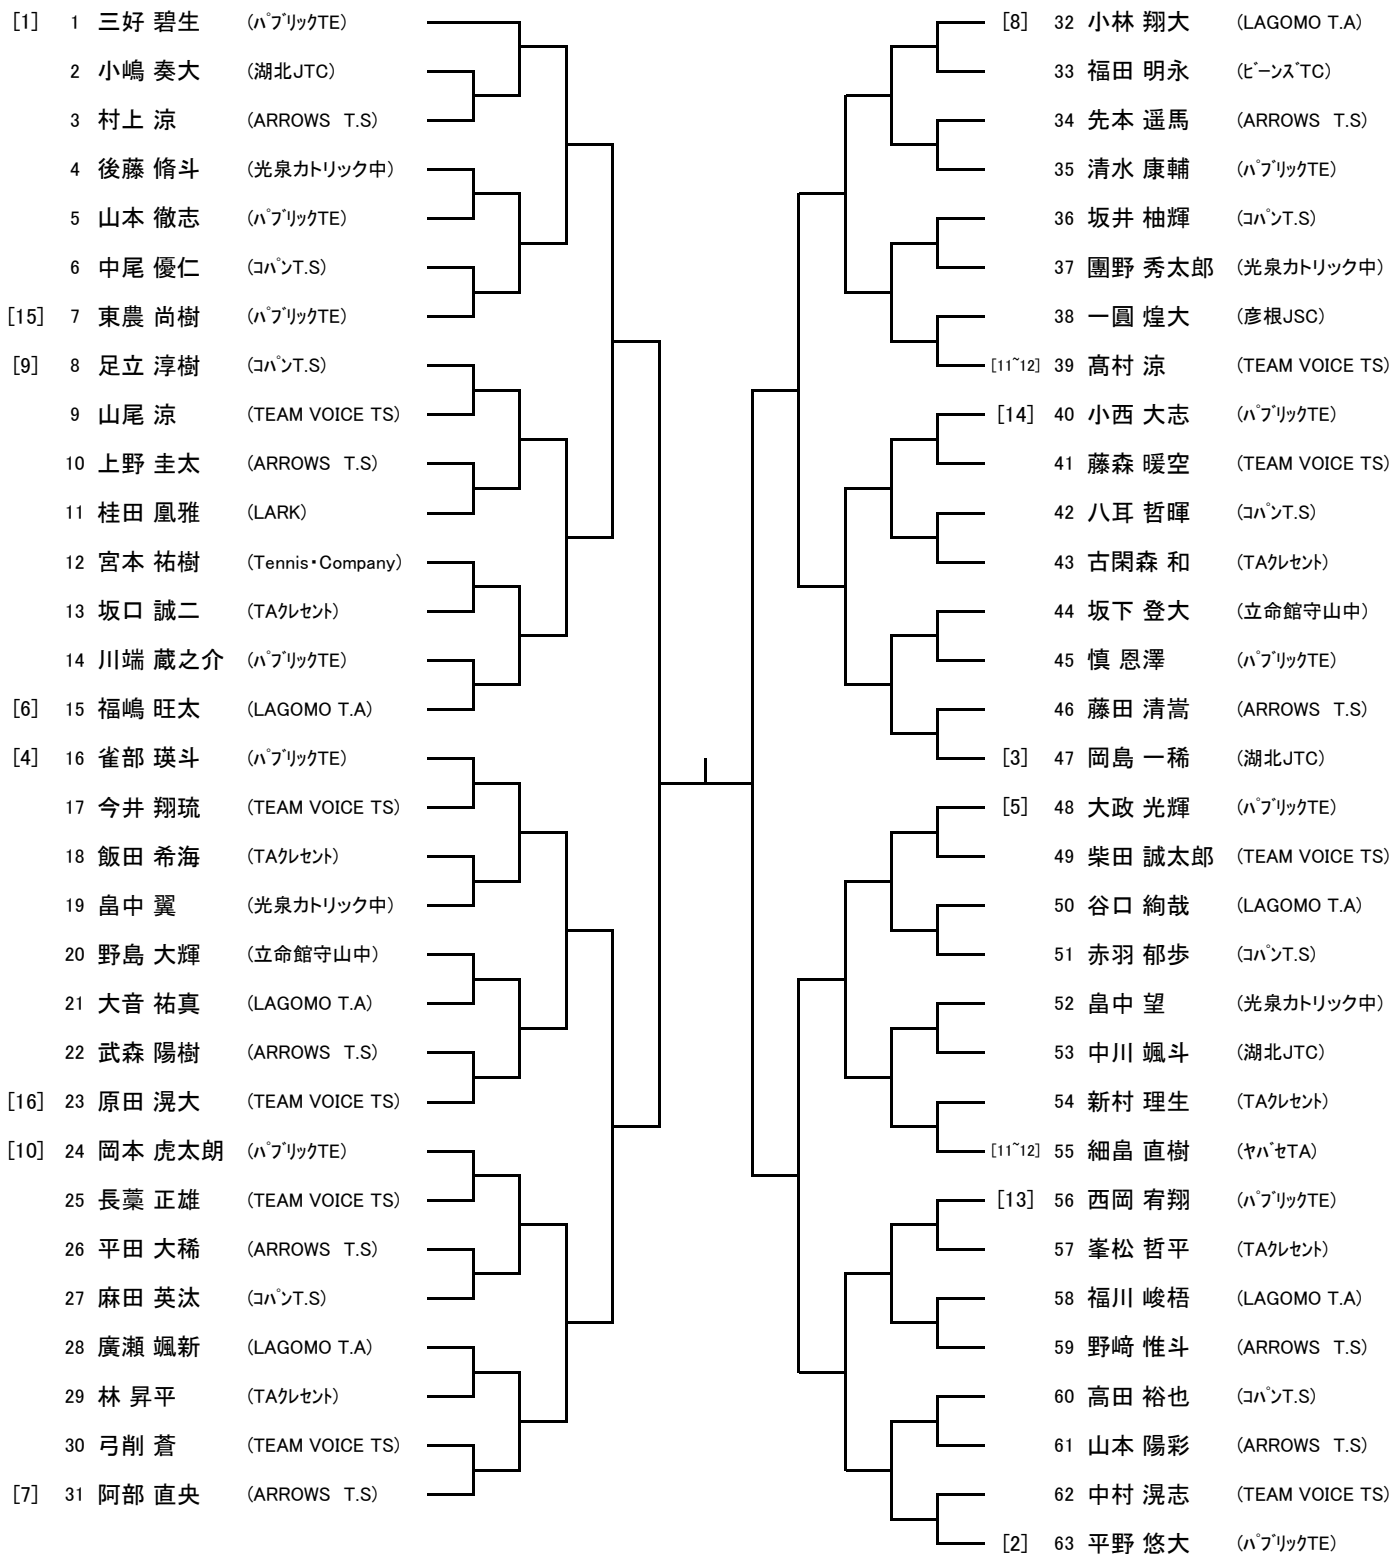 [1] 1 三好 碧生 (ﾊﾟﾌﾞﾘｯｸTE)
2 小嶋 奏大 (湖北JTC)
3 村上 涼 (ARROWS T.S)
4 後藤 脩斗 (光泉カトリック中)
5 山本 徹志 (ﾊﾟﾌﾞﾘｯｸTE)
6 中尾 優仁 (ｺﾊﾟﾝT.S)
[15] 7 東農 尚樹 (ﾊﾟﾌﾞﾘｯｸTE)
[9] 8 足立 淳樹 (ｺﾊﾟﾝT.S)
9 山尾 涼 (TEAM VOICE TS)
10 上野 圭太 (ARROWS T.S)
11 桂田 凰雅 (LARK)
12 宮本 祐樹 (Tennis・Company)
13 坂口 誠二 (TAｸﾚｾﾝﾄ)
14 川端 蔵之介 (ﾊﾟﾌﾞﾘｯｸTE)
[6] 15 福嶋 旺太 (LAGOMO T.A)
[4] 16 雀部 瑛斗 (ﾊﾟﾌﾞﾘｯｸTE)
17 今井 翔琉 (TEAM VOICE TS)
18 飯田 希海 (TAｸﾚｾﾝﾄ)
19 畠中 翼 (光泉カトリック中)
20 野島 大輝 (立命館守山中)
21 大音 祐真 (LAGOMO T.A)
22 武森 陽樹 (ARROWS T.S)
[16] 23 原田 滉大 (TEAM VOICE TS)
[10] 24 岡本 虎太朗 (ﾊﾟﾌﾞﾘｯｸTE)
25 長藁 正雄 (TEAM VOICE TS)
26 平田 大稀 (ARROWS T.S)
27 麻田 英汰 (ｺﾊﾟﾝT.S)
28 廣瀬 颯新 (LAGOMO T.A)
29 林 昇平 (TAｸﾚｾﾝﾄ)
30 弓削 蒼 (TEAM VOICE TS)
[7] 31 阿部 直央 (ARROWS T.S)
[8] 32 小林 翔大 (LAGOMO T.A)
33 福田 明永 (ﾋﾞｰﾝｽﾞTC)
34 先本 遥馬 (ARROWS T.S)
35 清水 康輔 (ﾊﾟﾌﾞﾘｯｸTE)
36 坂井 柚輝 (ｺﾊﾟﾝT.S)
37 團野 秀太郎 (光泉カトリック中)
38 一圓 煌大 (彦根JSC)
[11~12] 39 髙村 涼 (TEAM VOICE TS)
[14] 40 小西 大志 (ﾊﾟﾌﾞﾘｯｸTE)
41 藤森 暖空 (TEAM VOICE TS)
42 八耳 哲暉 (ｺﾊﾟﾝT.S)
43 古閑森 和 (TAｸﾚｾﾝﾄ)
44 坂下 登大 (立命館守山中)
45 慎 恩澤 (ﾊﾟﾌﾞﾘｯｸTE)
46 藤田 清嵩 (ARROWS T.S)
[3] 47 岡島 一稀 (湖北JTC)
[5] 48 大政 光輝 (ﾊﾟﾌﾞﾘｯｸTE)
49 柴田 誠太郎 (TEAM VOICE TS)
50 谷口 絢哉 (LAGOMO T.A)
51 赤羽 郁歩 (ｺﾊﾟﾝT.S)
52 畠中 望 (光泉カトリック中)
53 中川 颯斗 (湖北JTC)
54 新村 理生 (TAｸﾚｾﾝﾄ)
[11~12] 55 細畠 直樹 (ﾔﾊﾞｾTA)
[13] 56 西岡 宥翔 (ﾊﾟﾌﾞﾘｯｸTE)
57 峯松 哲平 (TAｸﾚｾﾝﾄ)
58 福川 峻梧 (LAGOMO T.A)
59 野﨑 惟斗 (ARROWS T.S)
60 高田 裕也 (ｺﾊﾟﾝT.S)
61 山本 陽彩 (ARROWS T.S)
62 中村 滉志 (TEAM VOICE TS)
[2] 63 平野 悠大 (ﾊﾟﾌﾞﾘｯｸTE)